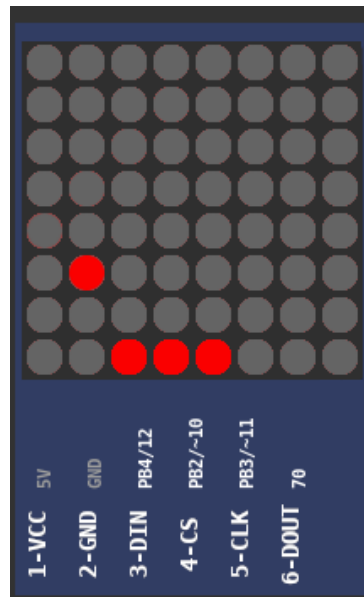 1-VCC 5V
2-GND GND
3-DIN PB4/12
4-CS PB2/~10
5-CLK PB3/~11
6-DOUT 70